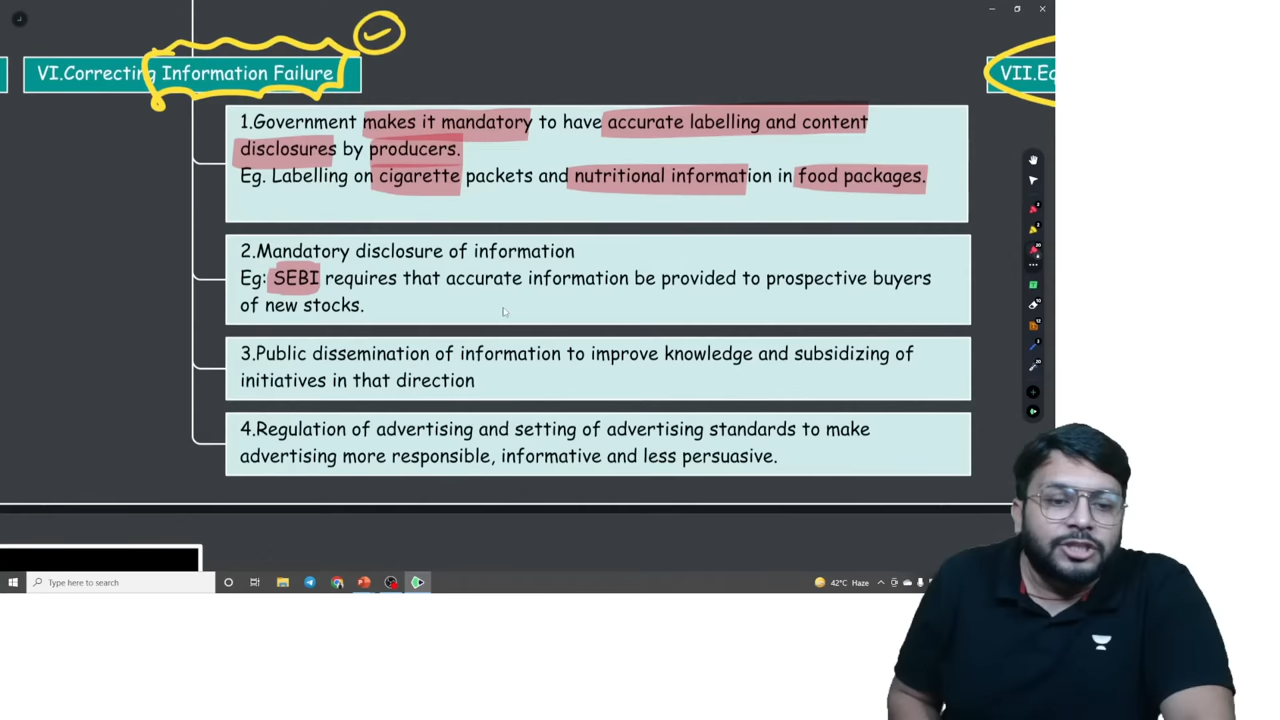 VI.Correcting Information Failure
1.Government makes it mandatory to have accurate labelling and content
disclosures by producers.
Eg. Labelling on cigarette packets and nutritional information in food packages.
2.Mandatory disclosure of information
Eg: SEBI requires that accurate information be provided to prospective buyers
of new stocks.
3.Public dissemination of information to improve knowledge and subsidizing of
initiatives in that direction
4.Regulation of advertising and setting of advertising standards to make
advertising more responsible, informative and less persuasive.
VII.
Type here to search
42°C Haze